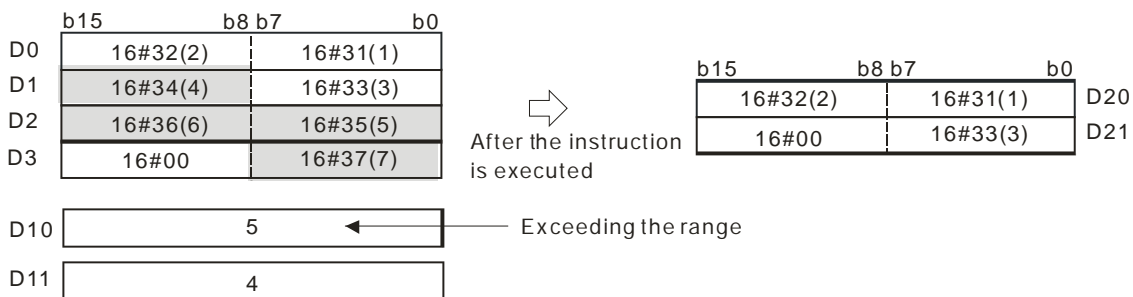 b15 b8 b7 b0
D0 16#32(2) 16#31(1)
D1 16#34(4) 16#33(3)
D2 16#36(6) 16#35(5)
D3 16#00 16#37(7)
D10 5
D11 4
After the instruction
is executed
Exceeding the range
b15 b8 b7 b0
16#32(2) 16#31(1) D20
16#00 16#33(3) D21